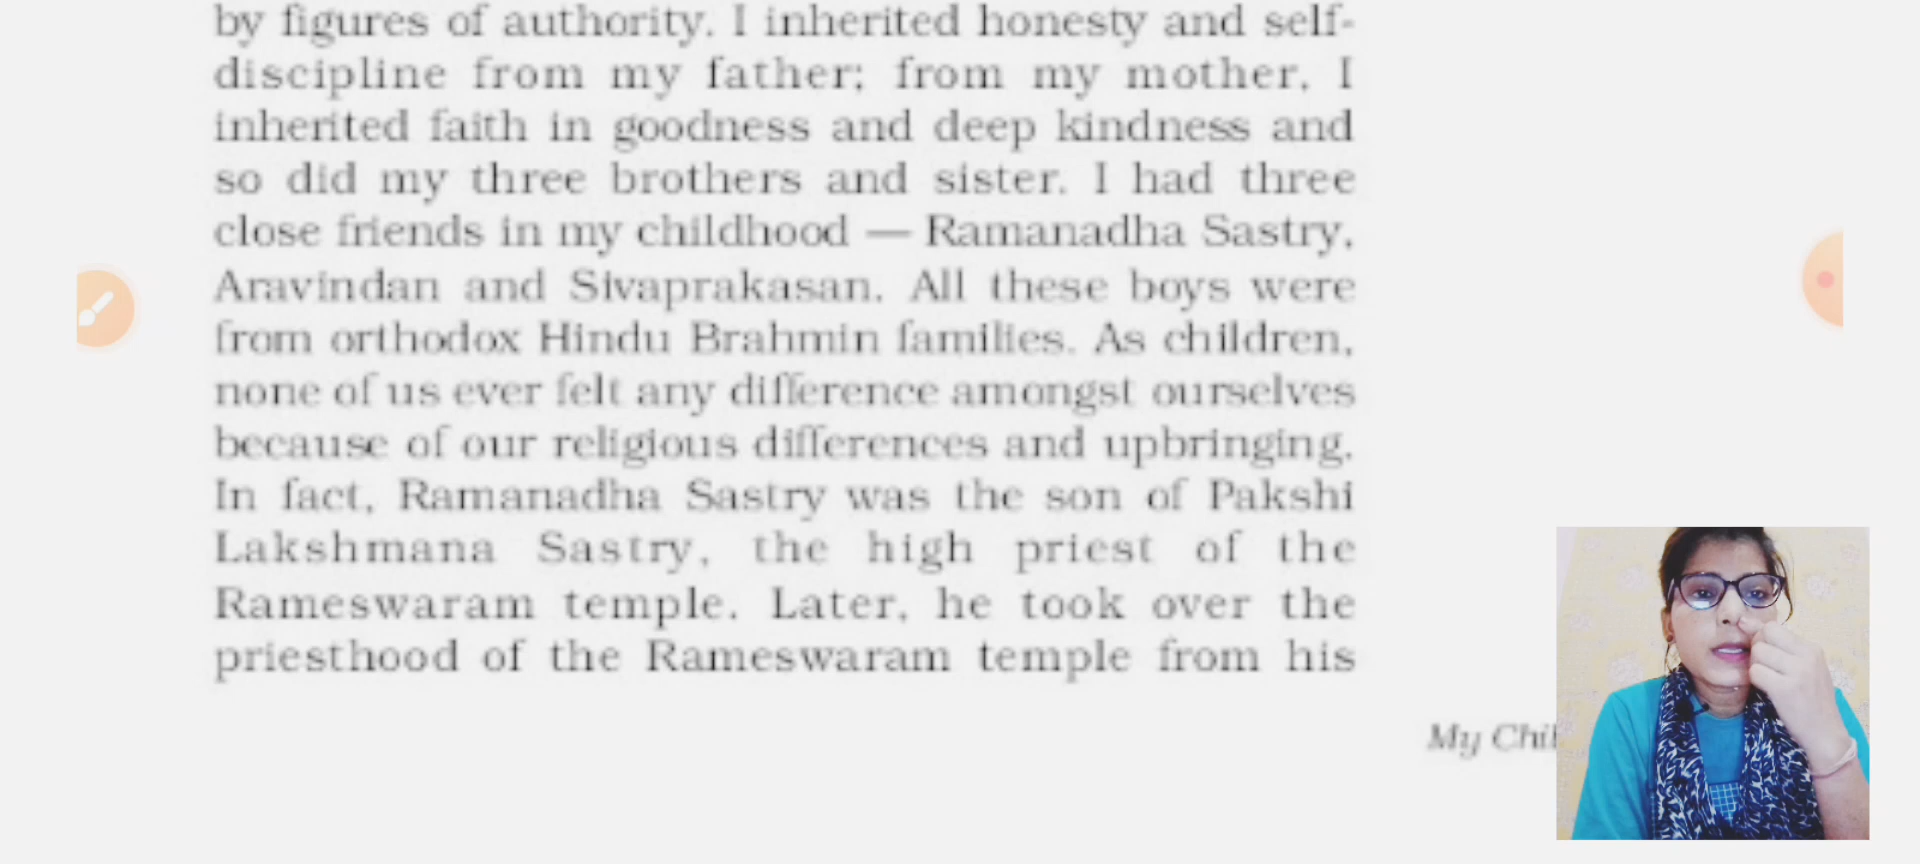 by figures of authority. I inherited honesty and self-
discipline from my father; from my mother, I
inherited faith in goodness and deep kindness and
so did my three brothers and sister. I had three
close friends in my childhood — Ramanadha Sastry,
Aravindan and Sivaprakasan. All these boys were
from orthodox Hindu Brahmin families. As children,
none of us ever felt any difference amongst ourselves
because of our religious differences and upbringing.
In fact, Ramanadha Sastry was the son of Pakshi
Lakshmana Sastry, the high priest of the
Rameswaram temple. Later, he took over the
priesthood of the Rameswaram temple from his
My Chil